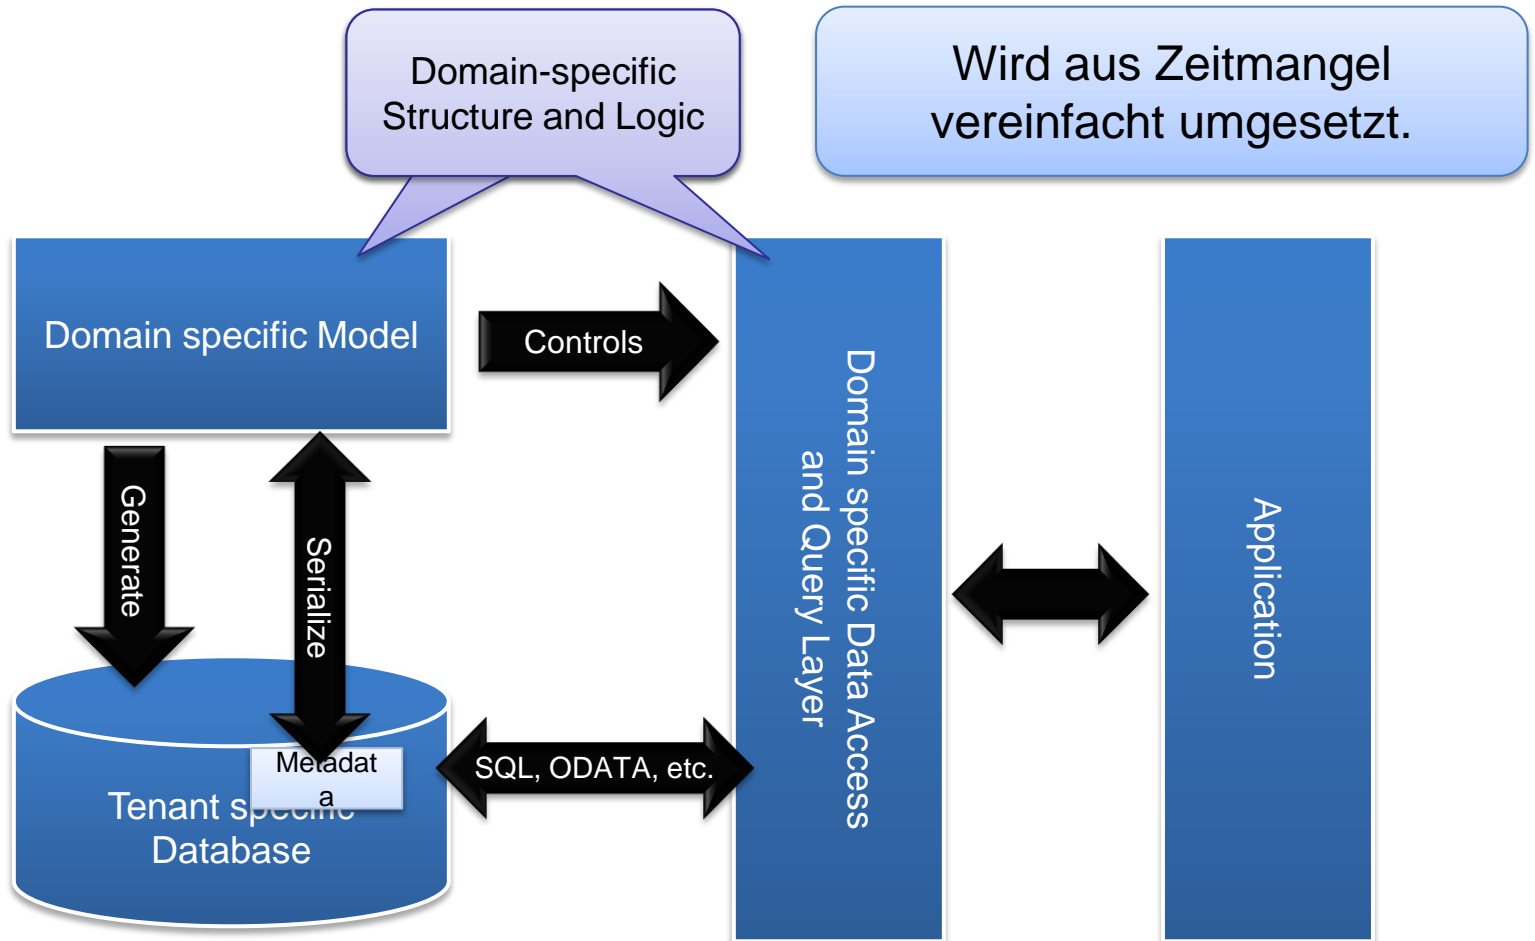 Domain-specific
Structure and Logic
Wird aus Zeitmangel
vereinfacht umgesetzt.
Domain specific Model
Controls
Generate
Serialize
Metadat
a
Tenant specific
Database
SQL, ODATA, etc.
Domain specific Data Access
and Query Layer
Application